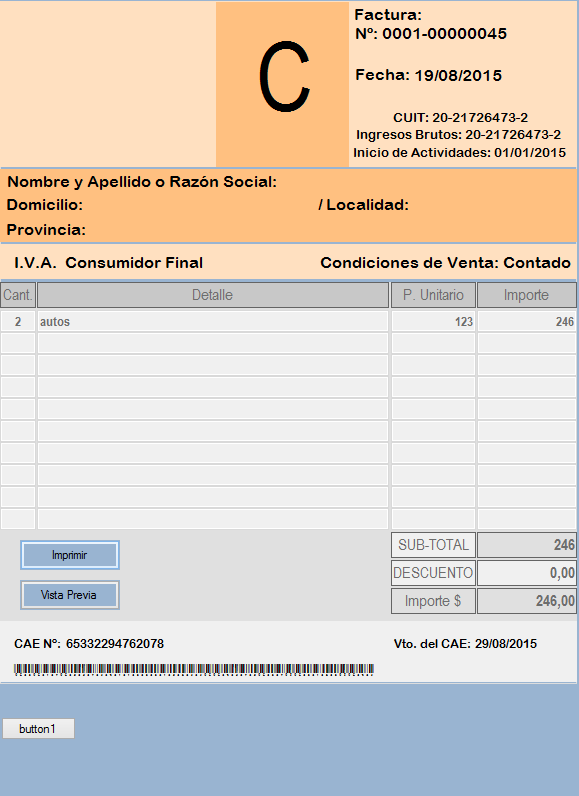 C
Factura:
Nº: 0001-00000045
Fecha: 19/08/2015
CUIT: 20-21726473-2
Ingresos Brutos: 20-21726473-2
Inicio de Actividades: 01/01/2015
Nombre y Apellido o Razón Social:
Domicilio: / Localidad:
Provincia:
I.V.A. Consumidor Final Condiciones de Venta: Contado
Cant. Detalle P. Unitario Importe
2 autos 123 246
SUB-TOTAL 246
Imprimir
DESCUENTO 0,00
Vista Previa
Importe $ 246,00
CAE Nº: 65332294762078 Vto. del CAE: 29/08/2015
button1